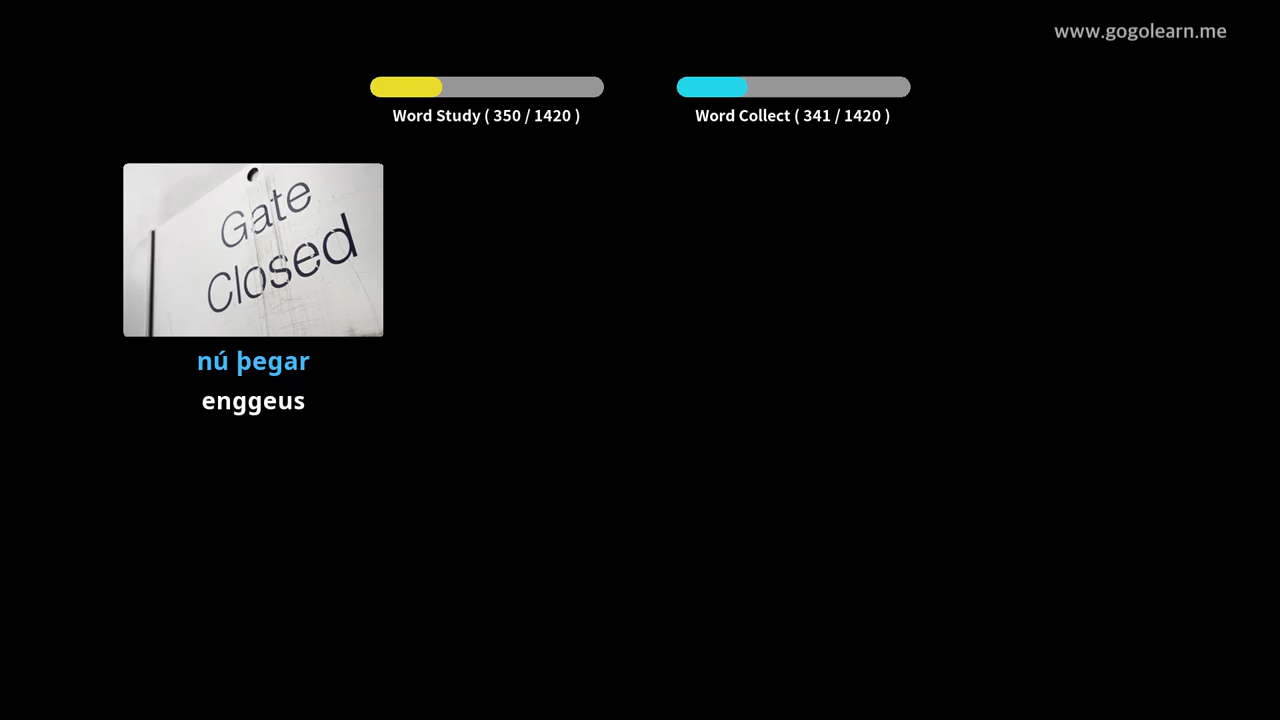 www.gogolearn.me
Word Study ( 350 / 1420 )
Word Collect ( 341 / 1420 )
Gate
Closed
nú þegar
enggeus